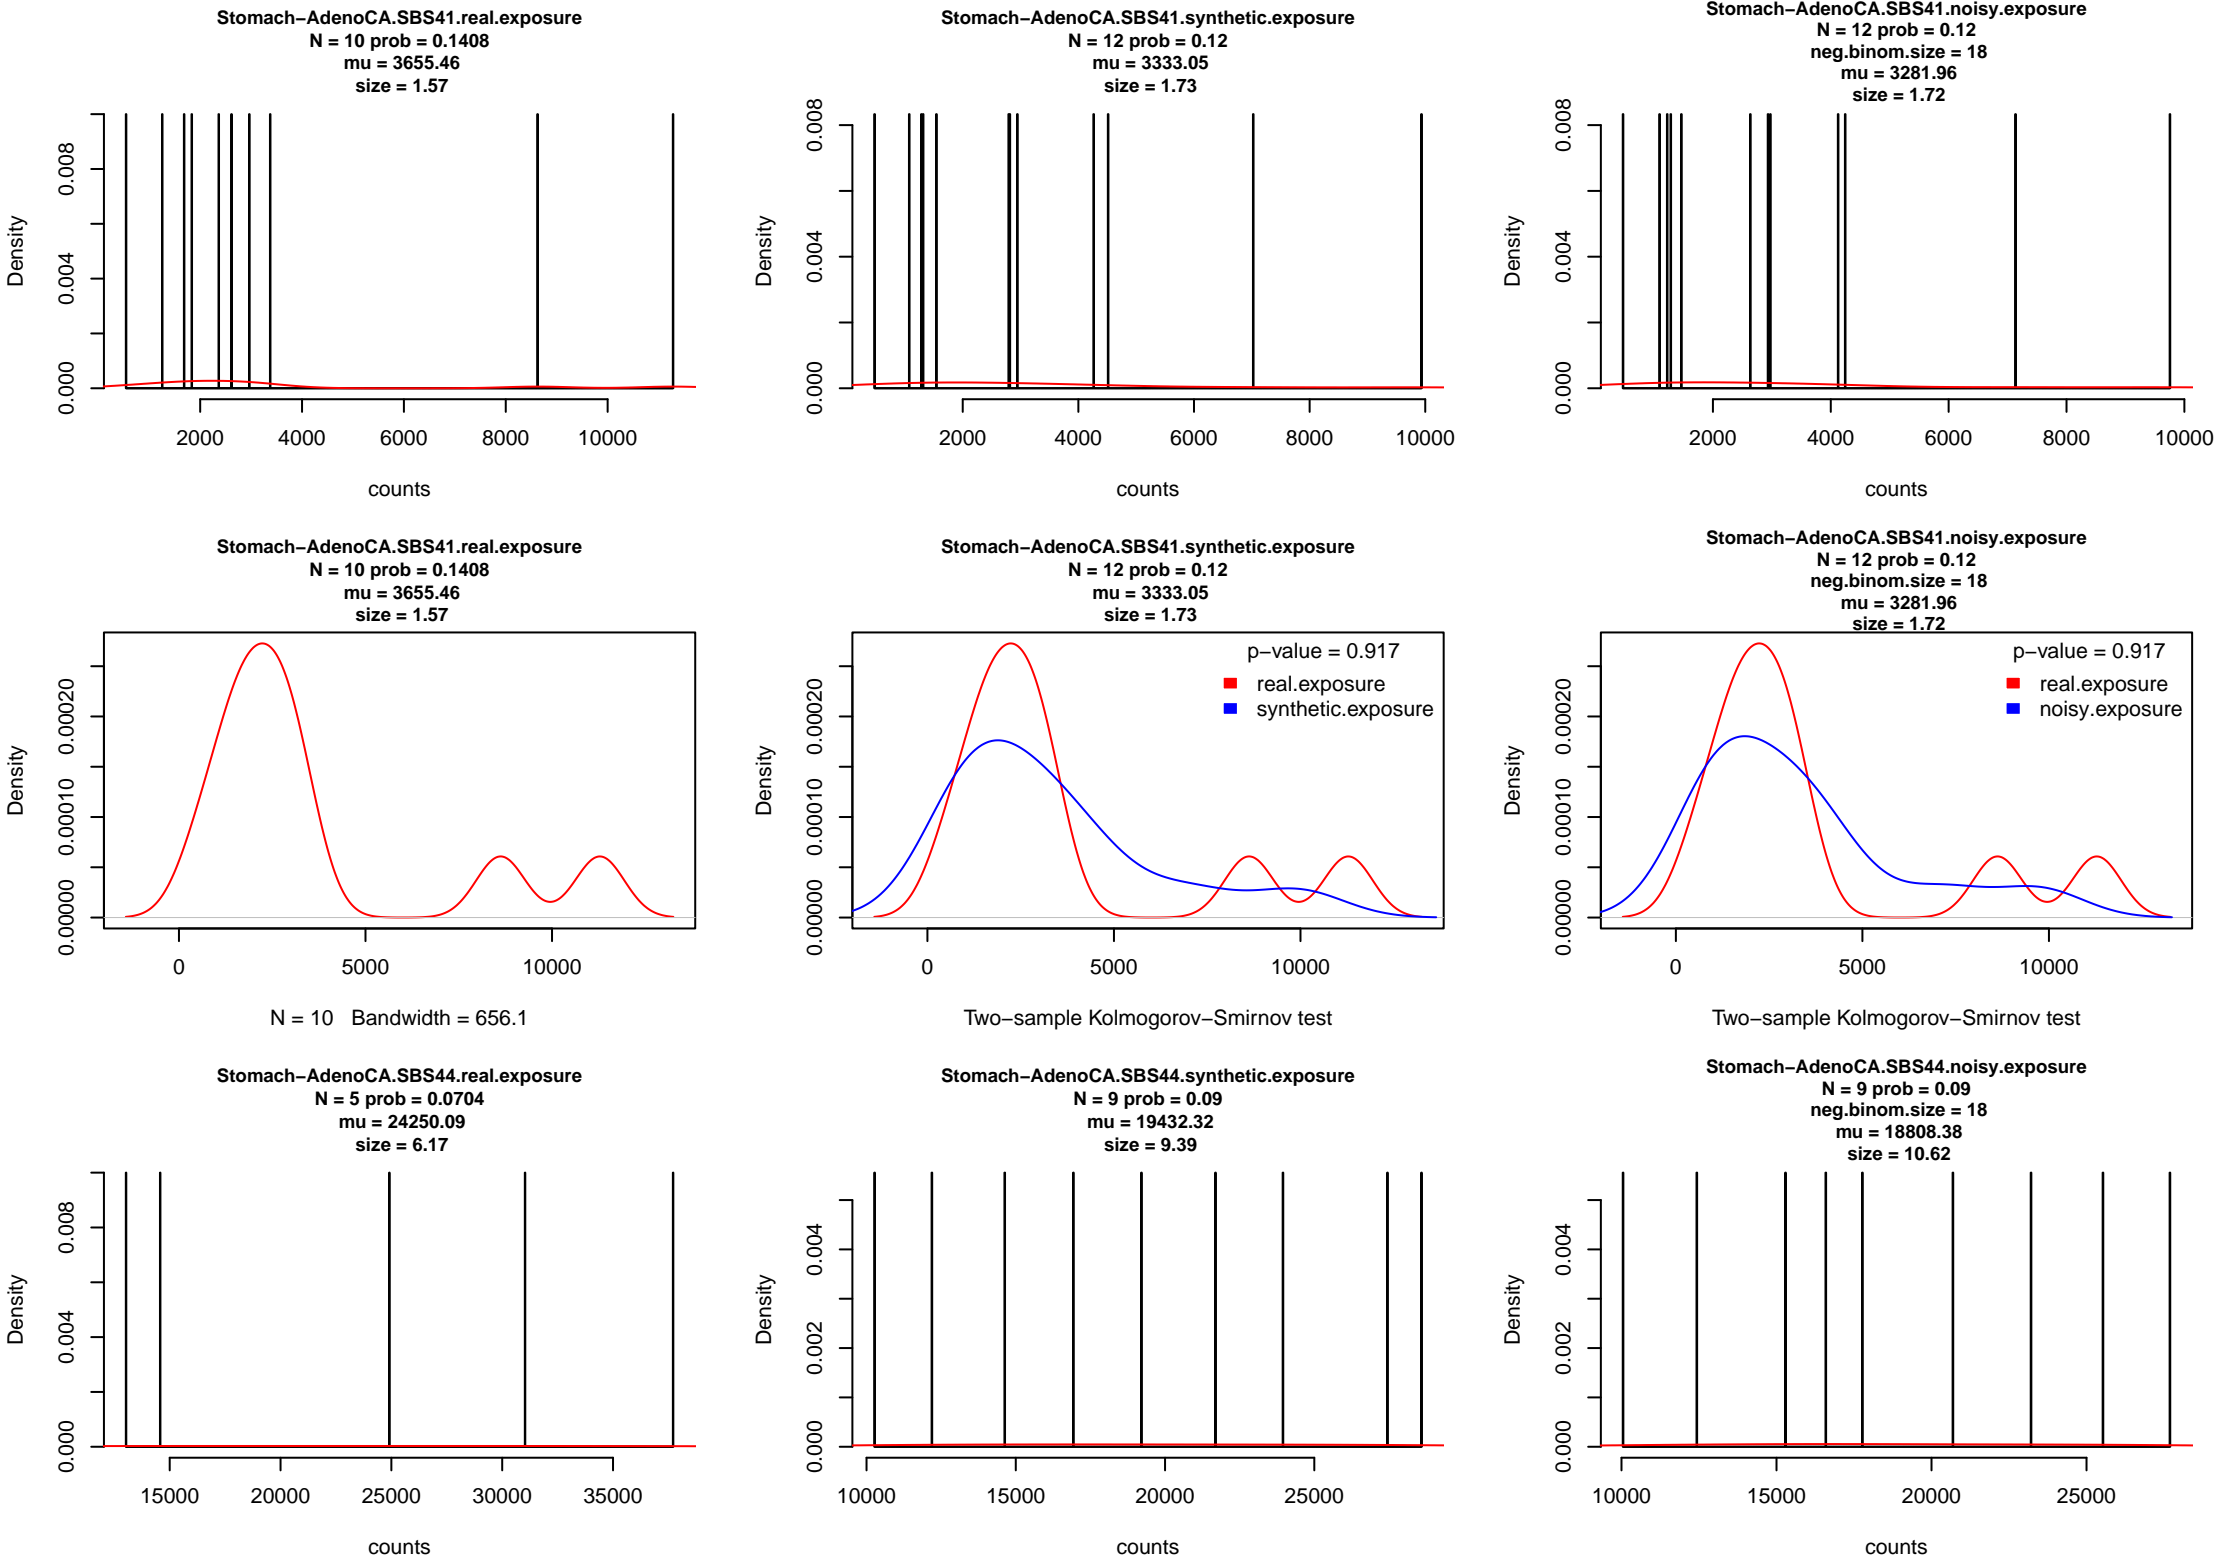 Stomach−AdenoCA.SBS41.real.exposure
N = 10 prob = 0.1408
mu = 3655.46
size = 1.57
Density
0.000 0.004 0.008
2000 4000 6000 8000 10000
counts
Stomach−AdenoCA.SBS41.synthetic.exposure
N = 12 prob = 0.12
mu = 3333.05
size = 1.73
Density
0.000 0.004 0.008
2000 4000 6000 8000 10000
counts
Stomach−AdenoCA.SBS41.noisy.exposure
N = 12 prob = 0.12
neg.binom.size = 18
mu = 3281.96
size = 1.72
Density
0.000 0.004 0.008
2000 4000 6000 8000 10000
counts
Stomach−AdenoCA.SBS41.real.exposure
N = 10 prob = 0.1408
mu = 3655.46
size = 1.57
Density
0.00000 0.00010 0.00020
0 5000 10000
N = 10 Bandwidth = 656.1
Stomach−AdenoCA.SBS41.synthetic.exposure
N = 12 prob = 0.12
mu = 3333.05
size = 1.73
p−value = 0.917
real.exposure
synthetic.exposure
Density
0.00000 0.00010 0.00020
0 5000 10000
Two−sample Kolmogorov−Smirnov test
Stomach−AdenoCA.SBS41.noisy.exposure
N = 12 prob = 0.12
neg.binom.size = 18
mu = 3281.96
size = 1.72
p−value = 0.917
real.exposure
noisy.exposure
Density
0.00000 0.00010 0.00020
0 5000 10000
Two−sample Kolmogorov−Smirnov test
Stomach−AdenoCA.SBS44.real.exposure
N = 5 prob = 0.0704
mu = 24250.09
size = 6.17
Density
0.000 0.004 0.008
15000 20000 25000 30000 35000
counts
Stomach−AdenoCA.SBS44.synthetic.exposure
N = 9 prob = 0.09
mu = 19432.32
size = 9.39
Density
0.000 0.002 0.004
10000 15000 20000 25000
counts
Stomach−AdenoCA.SBS44.noisy.exposure
N = 9 prob = 0.09
neg.binom.size = 18
mu = 18808.38
size = 10.62
Density
0.000 0.002 0.004
10000 15000 20000 25000
counts